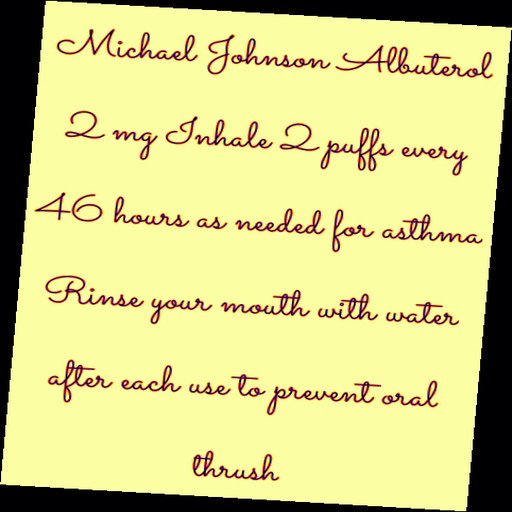 Michael Johnson Albuterol
2 mg Inhale 2 puffs every
46 hours as needed for asthma
Rinse your mouth with water
after each use to prevent oral
thrush